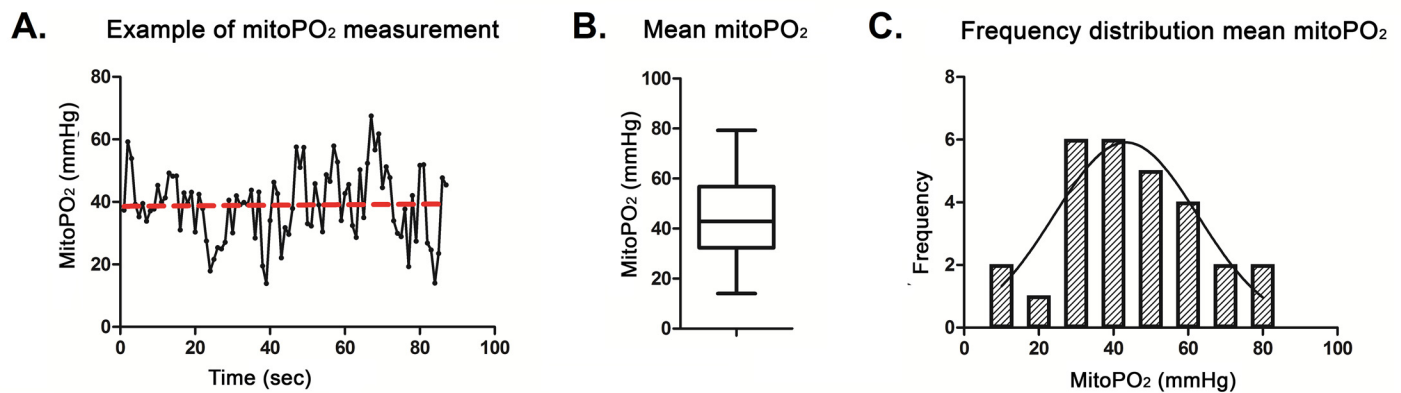 A. Example of mitoPO₂ measurement
MitoPO₂ (mmHg)
80
60
40
20
0
0 20 40 60 80 100
Time (sec)
B. Mean mitoPO₂
MitoPO₂ (mmHg)
100
80
60
40
20
0
C. Frequency distribution mean mitoPO₂
Frequency
8
6
4
2
0
0 20 40 60 80 100
MitoPO₂ (mmHg)